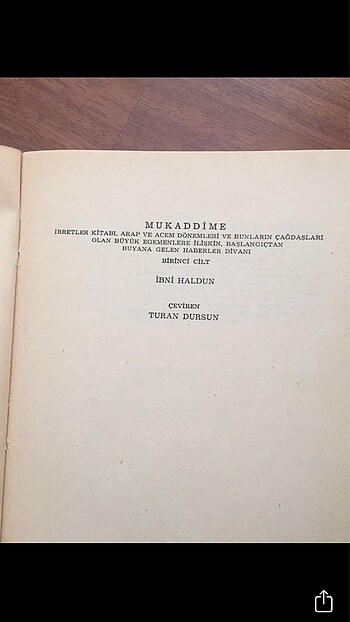 MUKADDİME
İBRETLER KİTABI, ARAP VE ACEM DÖNEMLERİ VE BUNLARIN ÇAĞDAŞLARI
OLAN BÜYÜK EGEMENLERE İLİŞKİN, BAŞLANGIÇTAN
BUYANA GELEN HABERLER DİVANI
BİRİNCİ CİLT
İBNİ HALDUN
ÇEVİREN
TURAN DURSUN